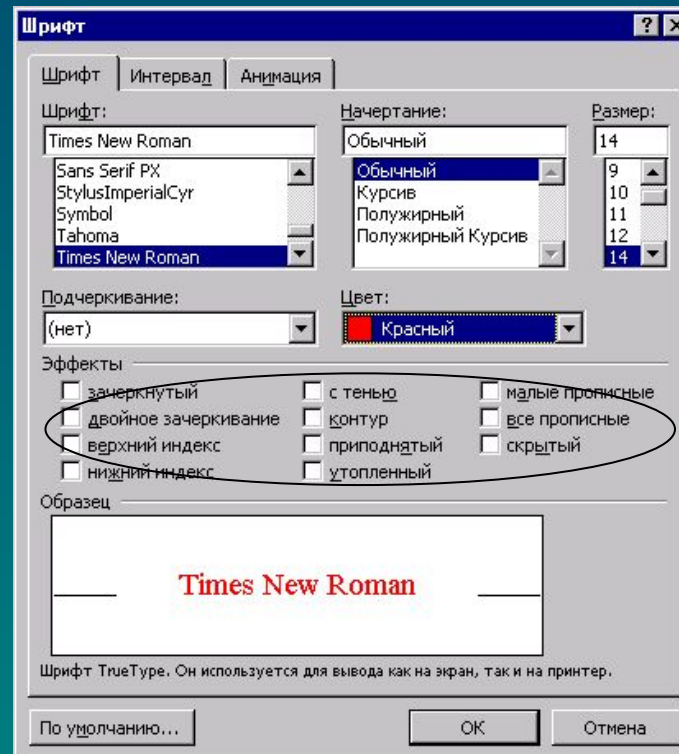 Шрифт
Шрифт Интервал Анимация
Шрифт: Начертание: Размер:
Times New Roman Обычный 14
Sans Serif PX Обычный 9
StylusImperialCyr Курсив 10
Symbol Полужирный 11
Tahoma Полужирный Курсив 12
Times New Roman 14
Подчеркивание: Цвет:
(нет) Красный
Эффекты
зачеркнутый с тенью малые прописные
двойное зачеркивание контур все прописные
верхний индекс приподнятый скрытый
нижний индекс утопленный
Образец
Times New Roman
Шрифт TrueType. Он используется для вывода как на экран, так и на принтер.
По умолчанию... ОК Отмена